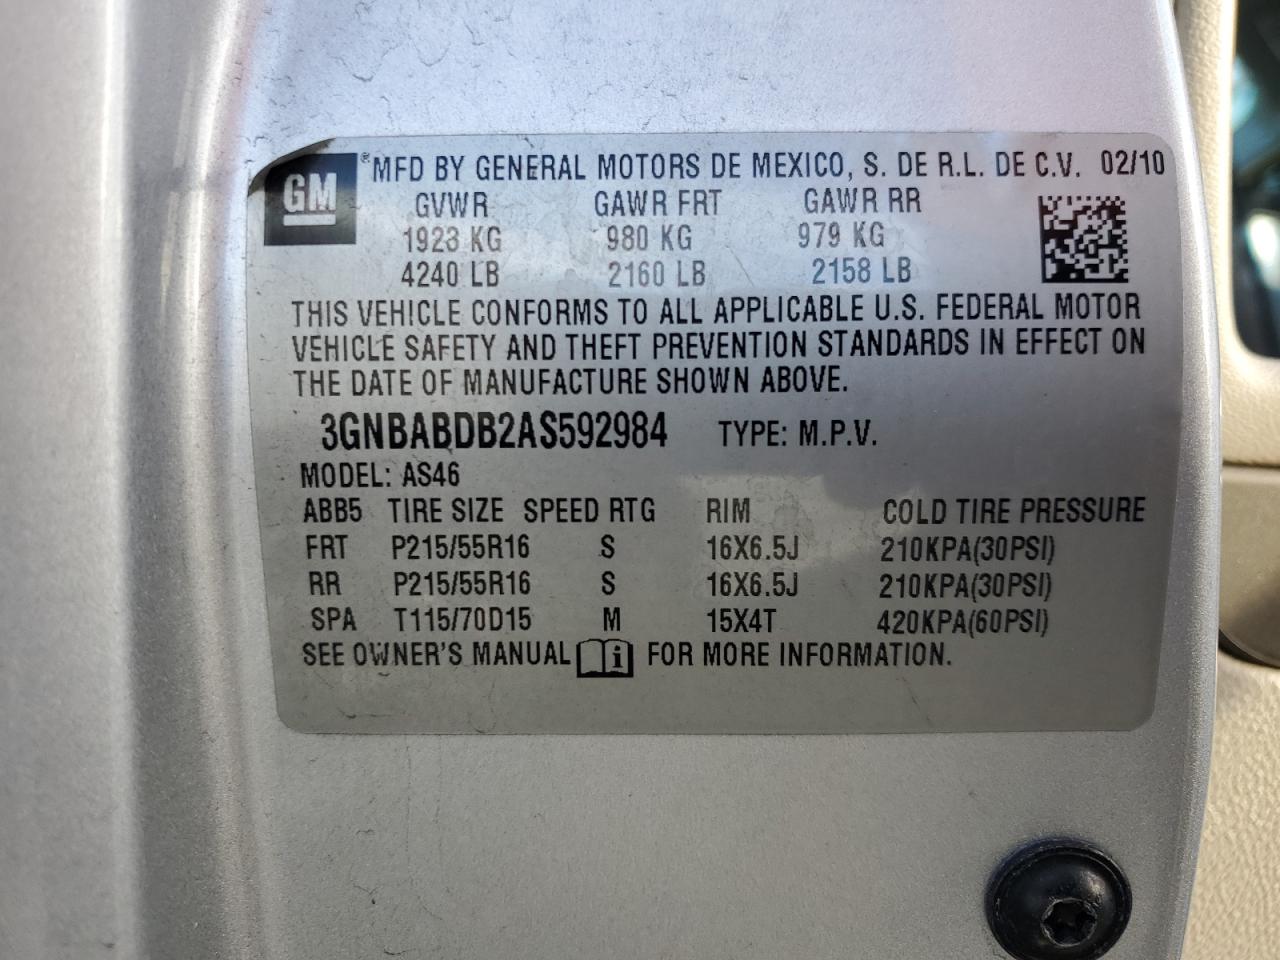 GM ® MFD BY GENERAL MOTORS DE MEXICO, S. DE R.L. DE C.V. 02/10
GVWR GAWR FRT GAWR RR
1923 KG 980 KG 979 KG
4240 LB 2160 LB 2158 LB
THIS VEHICLE CONFORMS TO ALL APPLICABLE U.S. FEDERAL MOTOR
VEHICLE SAFETY AND THEFT PREVENTION STANDARDS IN EFFECT ON
THE DATE OF MANUFACTURE SHOWN ABOVE.
3GNBABDB2AS592984 TYPE: M.P.V.
MODEL: AS46
ABB5 TIRE SIZE SPEED RTG RIM COLD TIRE PRESSURE
FRT P215/55R16 S 16X6.5J 210KPA(30PSI)
RR P215/55R16 S 16X6.5J 210KPA(30PSI)
SPA T115/70D15 M 15X4T 420KPA(60PSI)
SEE OWNER'S MANUAL i FOR MORE INFORMATION.